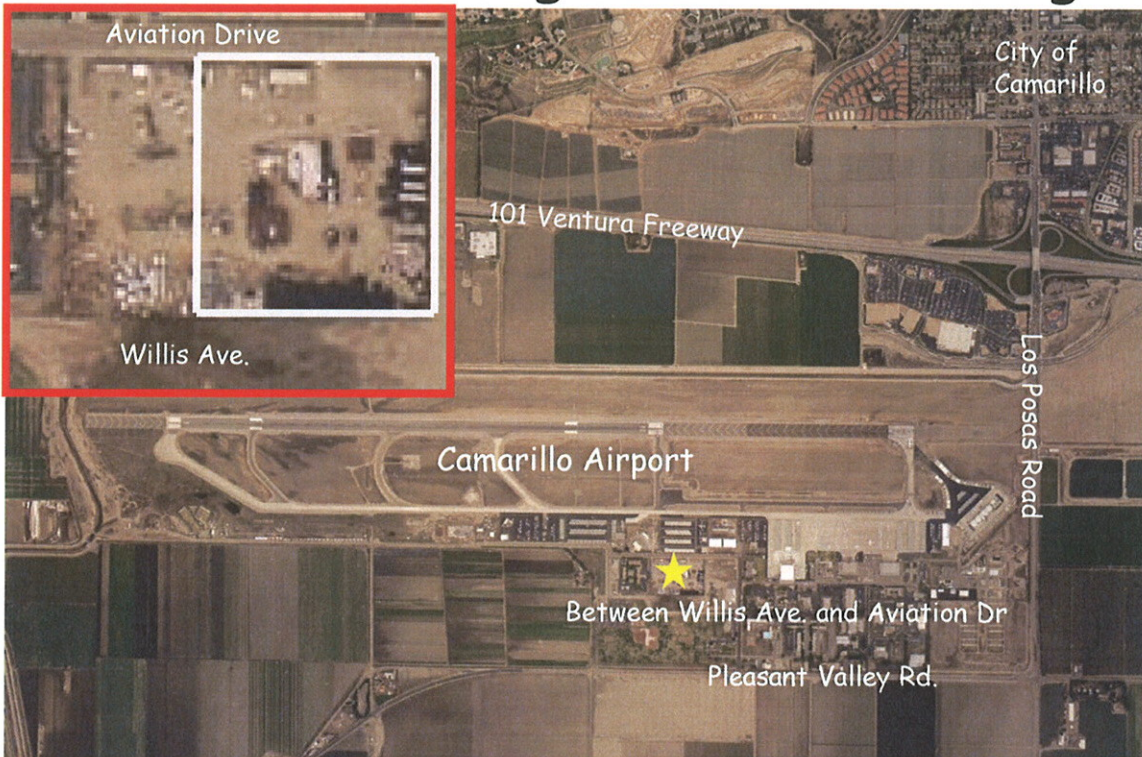 Aviation Drive
Willis Ave.
City of
Camarillo
101 Ventura Freeway
Los Posas Road
Camarillo Airport
Between Willis Ave. and Aviation Dr
Pleasant Valley Rd.